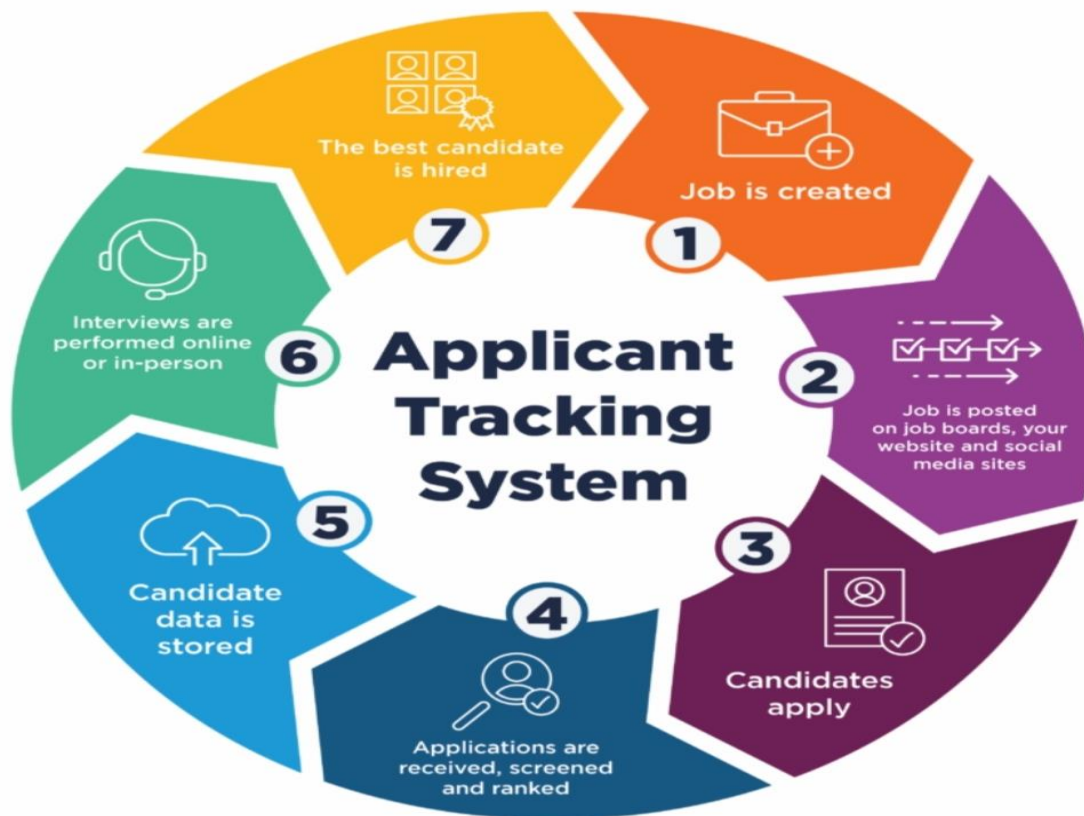 Applicant
Tracking
System
1
Job is created
2
Job is posted
on job boards, your
website and social
media sites
3
Candidates
apply
4
Applications are
received, screened
and ranked
5
Candidate
data is
stored
6
Interviews are
performed online
or in-person
7
The best candidate
is hired